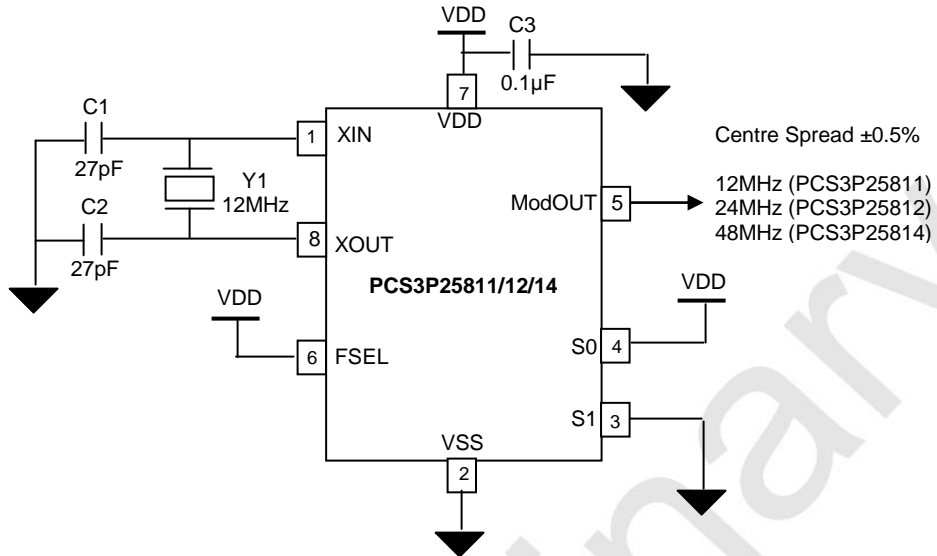 VDD
C3
0.1µF
7
VDD
C1
27pF
1
XIN
Y1
12MHz
C2
27pF
8
XOUT
ModOUT
5
Centre Spread ±0.5%
12MHz (PCS3P25811)
24MHz (PCS3P25812)
48MHz (PCS3P25814)
PCS3P25811/12/14
VDD
6
FSEL
VDD
S0
4
S1
3
VSS
2
inary